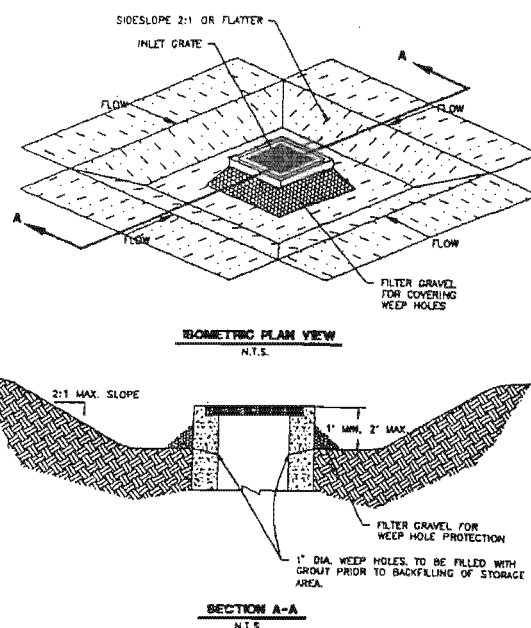 SIDESLOPE 2:1 OR FLATTER
INLET GRATE
A
FLOW
FLOW
A
FLOW
FLOW
FILTER GRAVEL
FOR COVERING
WEEP HOLES
ISOMETRIC PLAN VIEW
N.T.S.
2:1 MAX. SLOPE
1' MIN. 2' MAX.
FILTER GRAVEL FOR
WEEP HOLE PROTECTION
1" DIA. WEEP HOLES. TO BE FILLED WITH
GROUT PRIOR TO BACKFILLING OF STORAGE
AREA.
SECTION A-A
N.T.S.